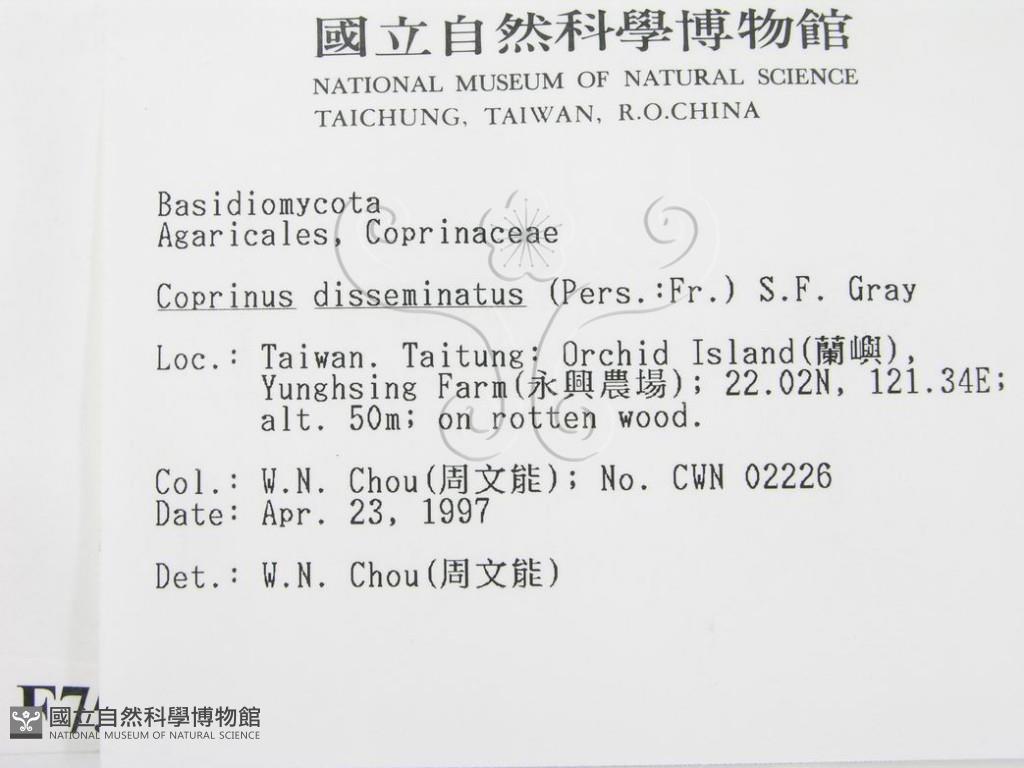 國立自然科學博物館
NATIONAL MUSEUM OF NATURAL SCIENCE
TAICHUNG, TAIWAN, R.O.CHINA
Basidiomycota
Agaricales, Coprinaceae
Coprinus disseminatus (Pers.:Fr.) S.F. Gray
Loc.: Taiwan. Taitung: Orchid Island(蘭嶼),
Yunghsing Farm(永興農場); 22.02N, 121.34E;
alt. 50m; on rotten wood.
Col.: W.N. Chou(周文能); No. CWN 02226
Date: Apr. 23, 1997
Det.: W.N. Chou(周文能)
國立自然科學博物館
NATIONAL MUSEUM OF NATURAL SCIENCE